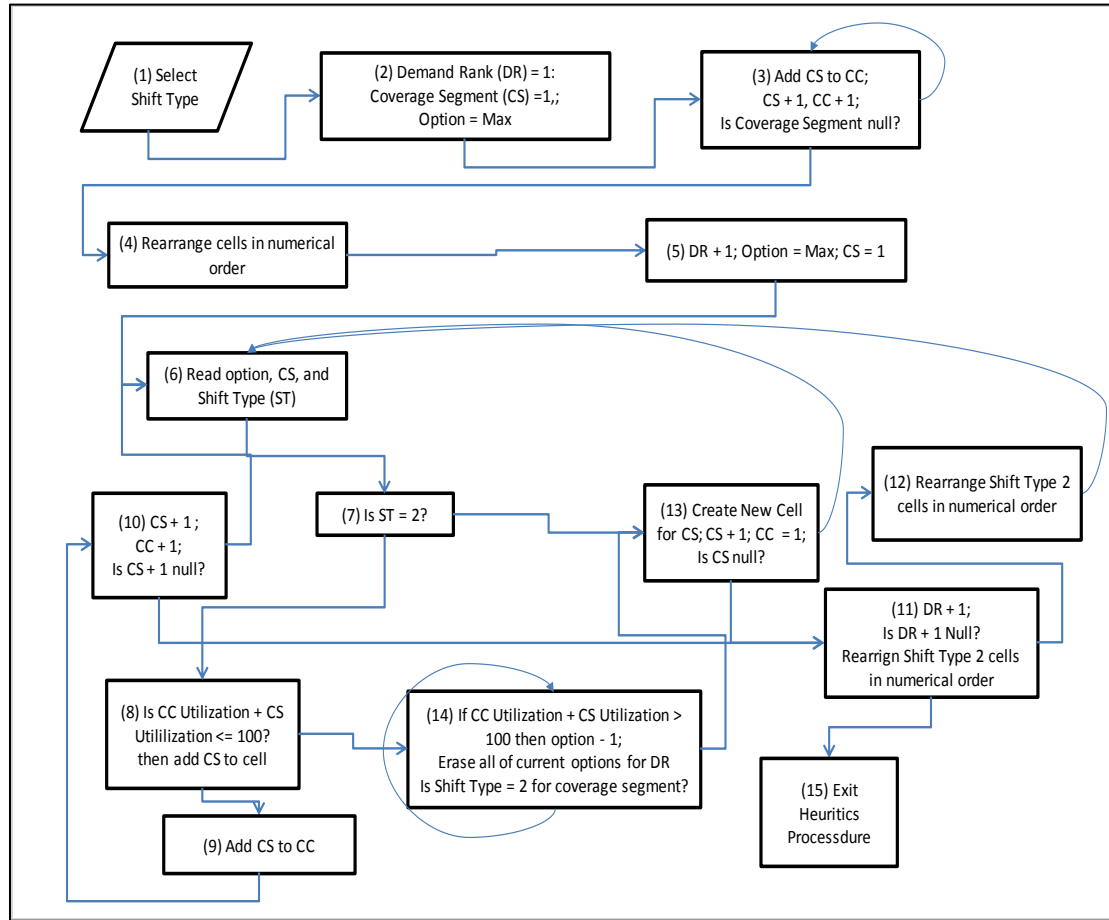 (1) Select
Shift Type
(2) Demand Rank (DR) = 1:
Coverage Segment (CS) =1,;
Option = Max
(3) Add CS to CC;
CS + 1, CC + 1;
Is Coverage Segment null?
(4) Rearrange cells in numerical
order
(5) DR + 1; Option = Max; CS = 1
(6) Read option, CS, and
Shift Type (ST)
(7) Is ST = 2?
(8) Is CC Utilization + CS
Utililization <= 100?
then add CS to cell
(9) Add CS to CC
(10) CS + 1 ;
CC + 1;
Is CS + 1 null?
(11) DR + 1;
Is DR + 1 Null?
Rearrign Shift Type 2 cells
in numerical order
(12) Rearrange Shift Type 2
cells in numerical order
(13) Create New Cell
for CS; CS + 1; CC = 1;
Is CS null?
(14) If CC Utilization + CS Utilization >
100 then option - 1;
Erase all of current options for DR
Is Shift Type = 2 for coverage segment?
(15) Exit
Heuritics
Processdure